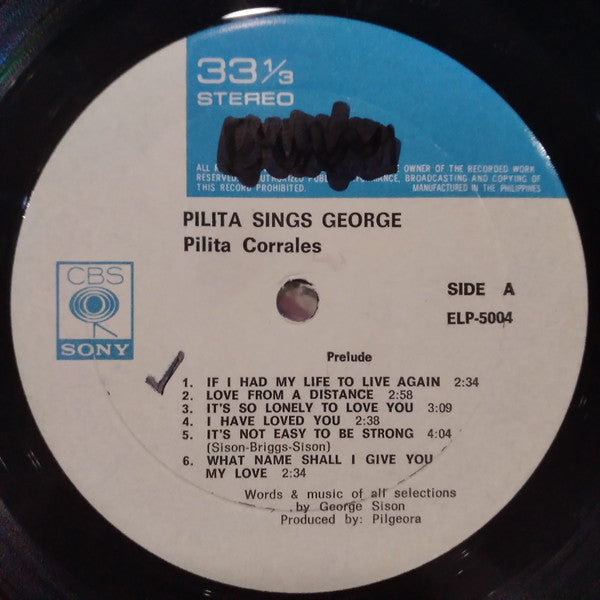 33 1/3
STEREO
ALL R OWNER OF THE RECORDED WORK
RESERVED. UNAUTHORIZED PUBL PERFORMANCE, BROADCASTING AND COPYING OF
THIS RECORD PROHIBITED. MANUFACTURED IN THE PHILIPPINES
PILITA SINGS GEORGE
Pilita Corrales
CBS
SONY
SIDE A
ELP-5004
Prelude
1. IF I HAD MY LIFE TO LIVE AGAIN 2:34
2. LOVE FROM A DISTANCE 2:58
3. IT'S SO LONELY TO LOVE YOU 3:09
4. I HAVE LOVED YOU 2:38
5. IT'S NOT EASY TO BE STRONG 4:04
(Sison-Briggs-Sison)
6. WHAT NAME SHALL I GIVE YOU
MY LOVE 2:34
Words & music of all selections
by George Sison
Produced by: Pilgeora